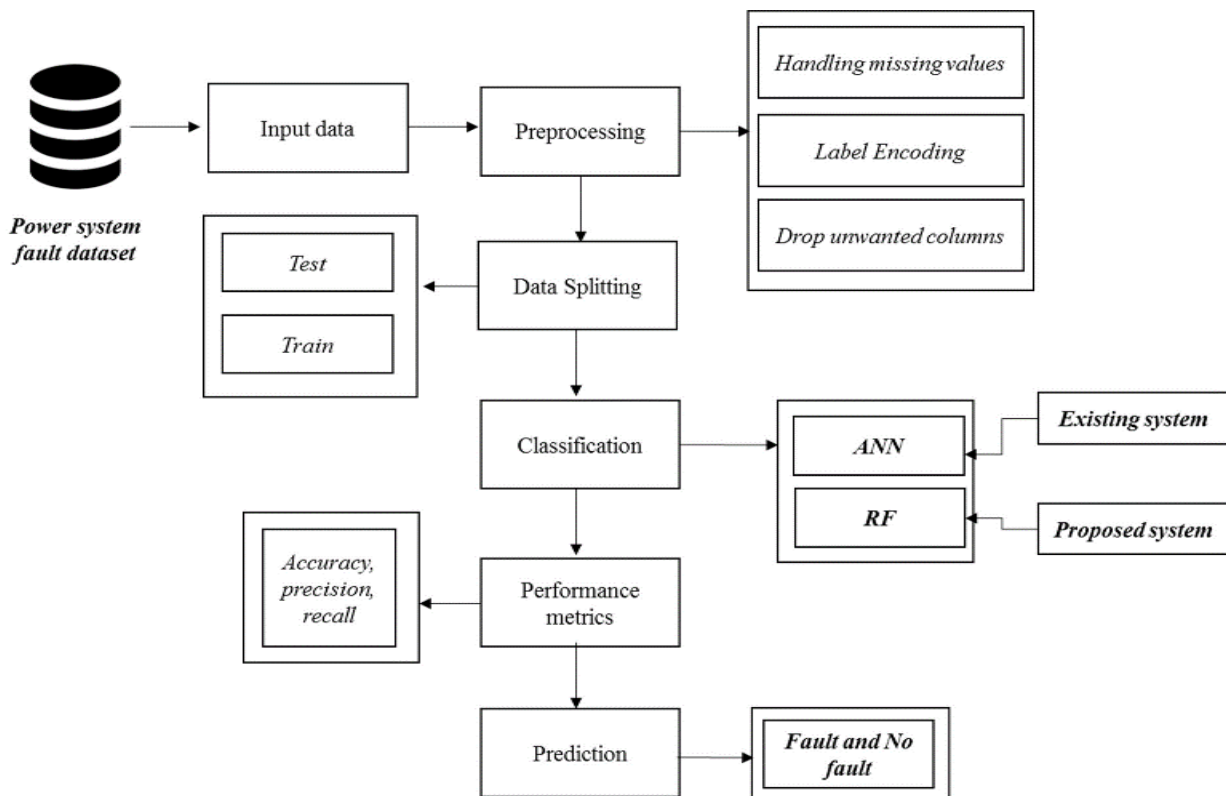 Handling missing values
Input data
Preprocessing
Label Encoding
Power system
fault dataset
Drop unwanted columns
Test
Data Splitting
Train
Classification
ANN
Existing system
RF
Proposed system
Accuracy,
precision,
recall
Performance
metrics
Prediction
Fault and No
fault